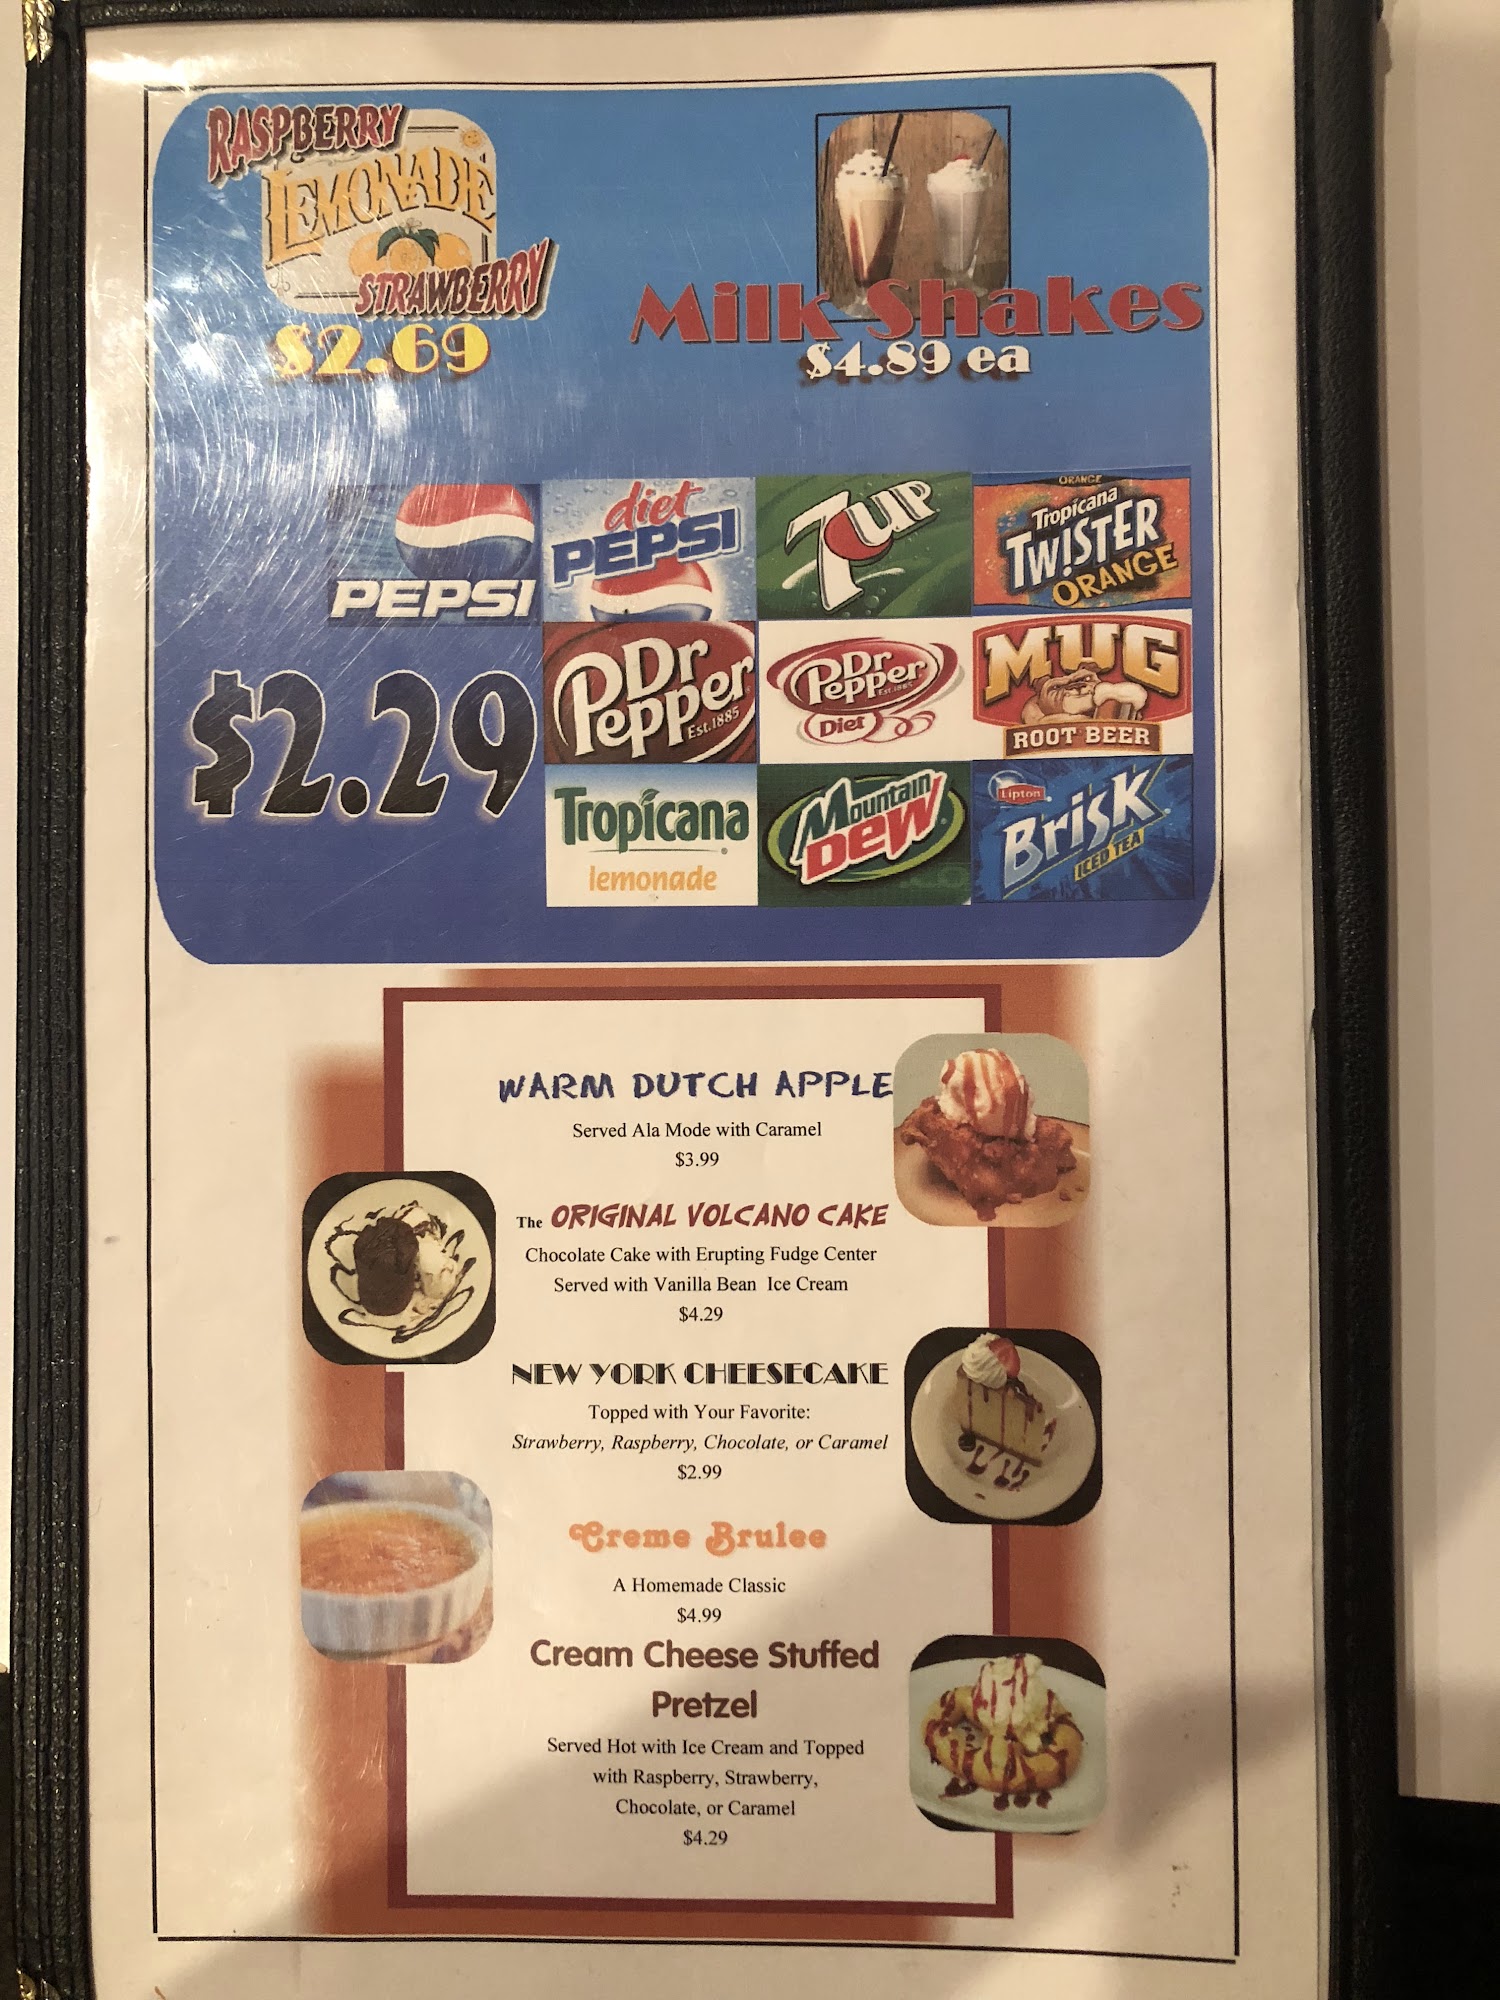 RASPBERRY
LEMONADE
STRAWBERRY
$2.69
Milk Shakes
$4.89 ea
PEPSI
diet
PEPSI
7UP
ORANGE
Tropicana
TWISTER
ORANGE
$2.29
Dr
Pepper
Est.1885
Dr
Pepper
Est.1885
Diet
MUG
ROOT BEER
Tropicana
lemonade
Mountain
Dew
Lipton
Brisk
ICED TEA
WARM DUTCH APPLE
Served Ala Mode with Caramel
$3.99
The ORIGINAL VOLCANO CAKE
Chocolate Cake with Erupting Fudge Center
Served with Vanilla Bean Ice Cream
$4.29
NEW YORK CHEESECAKE
Topped with Your Favorite:
Strawberry, Raspberry, Chocolate, or Caramel
$2.99
Creme Brulee
A Homemade Classic
$4.99
Cream Cheese Stuffed
Pretzel
Served Hot with Ice Cream and Topped
with Raspberry, Strawberry,
Chocolate, or Caramel
$4.29